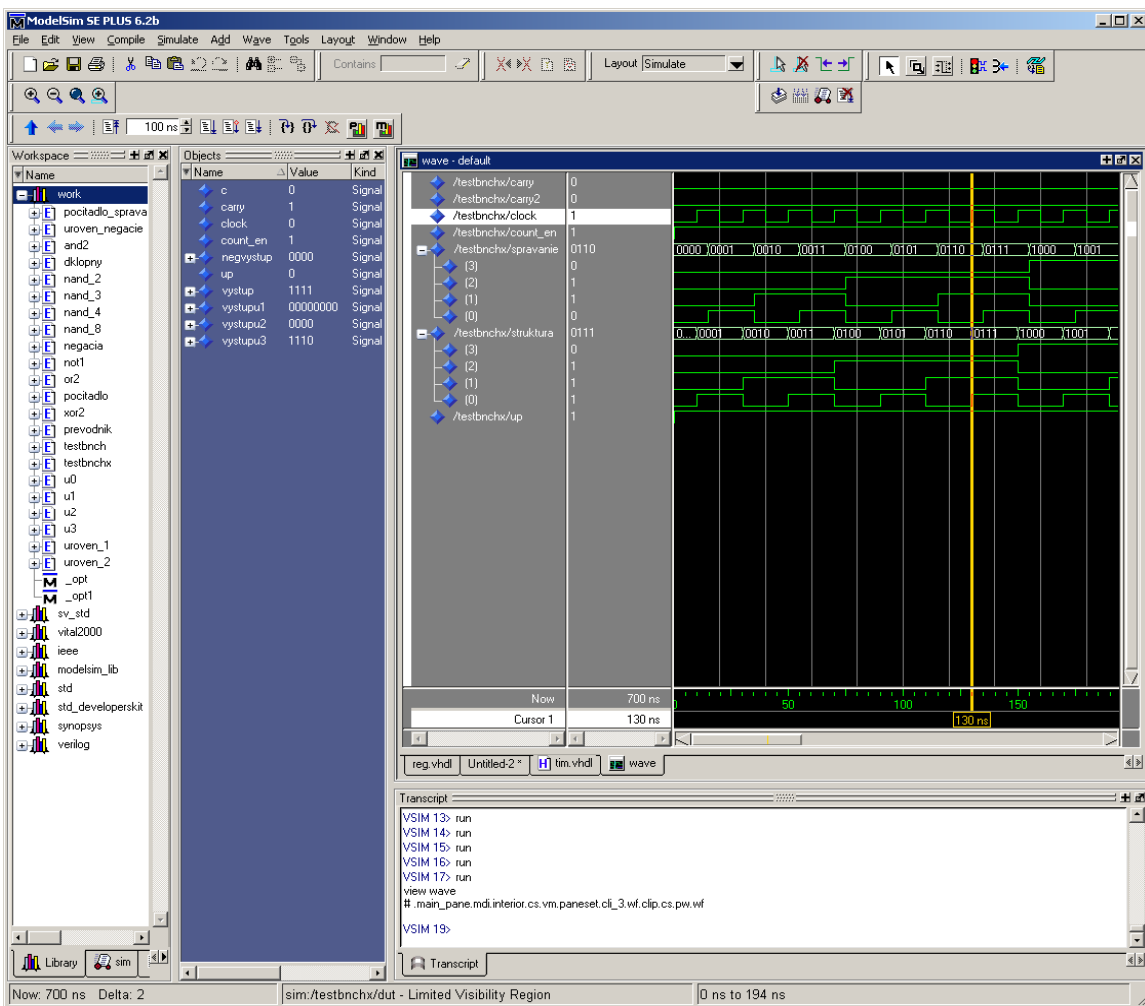 ModelSim SE PLUS 6.2b
File Edit View Compile Simulate Add Wave Tools Layout Window Help
Contains
Layout Simulate
100 ns
Workspace
Name
work
pocitadlo_sprava
uroven_negacie
and2
dklopny
nand_2
nand_3
nand_4
nand_8
negacia
not1
or2
pocitadlo
xor2
prevodnik
testbnch
testbnchx
u0
u1
u2
u3
uroven_1
uroven_2
_opt
_opt1
sv_std
vital2000
ieee
modelsim_lib
std
std_developerskit
synopsys
verilog
Library sim
Objects
Name Value Kind
c 0 Signal
carry 1 Signal
clock 0 Signal
count_en 1 Signal
negvystup 0000 Signal
up 0 Signal
vystup 1111 Signal
vystupu1 00000000 Signal
vystupu2 0000 Signal
vystupu3 1110 Signal
wave - default
/testbnchx/carry 0
/testbnchx/carry2 0
/testbnchx/clock 1
/testbnchx/count_en 1
/testbnchx/spravanie 0110 0000 0001 0010 0011 0100 0101 0110 0111 1000 1001
(3) 0
(2) 1
(1) 1
(0) 0
/testbnchx/struktura 0111 0... 0001 0010 0011 0100 0101 0110 0111 1000 1001
(3) 0
(2) 1
(1) 1
(0) 1
/testbnchx/up 1
Now 700 ns 50 100 150
Cursor 1 130 ns 130 ns
reg.vhdl Untitled-2 * tim.vhdl wave
Transcript
VSIM 13> run
VSIM 14> run
VSIM 15> run
VSIM 16> run
VSIM 17> run
view wave
# .main_pane.mdi.interior.cs.vm.paneset.cli_3.wf.clip.cs.pw.wf
VSIM 19>
Transcript
Now: 700 ns Delta: 2 sim:/testbnchx/dut - Limited Visibility Region 0 ns to 194 ns